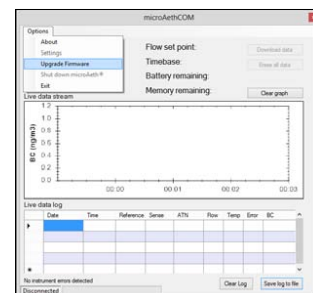 microAethCOM
Options
About
Settings
Upgrade Firmware
Shut down microAeth®
Exit
Flow set point:
Timebase:
Battery remaining:
Memory remaining:
Download data
Erase all data
Clear graph
Live data stream
BC (ng/m3)
1.2
1.0
0.8
0.6
0.4
0.2
0.0
00:00 00:01 00:02 00:03
Live data log
Date Time Reference Sense ATN Flow Temp Error BC
No instrument errors detected
Clear Log Save log to file
Disconnected